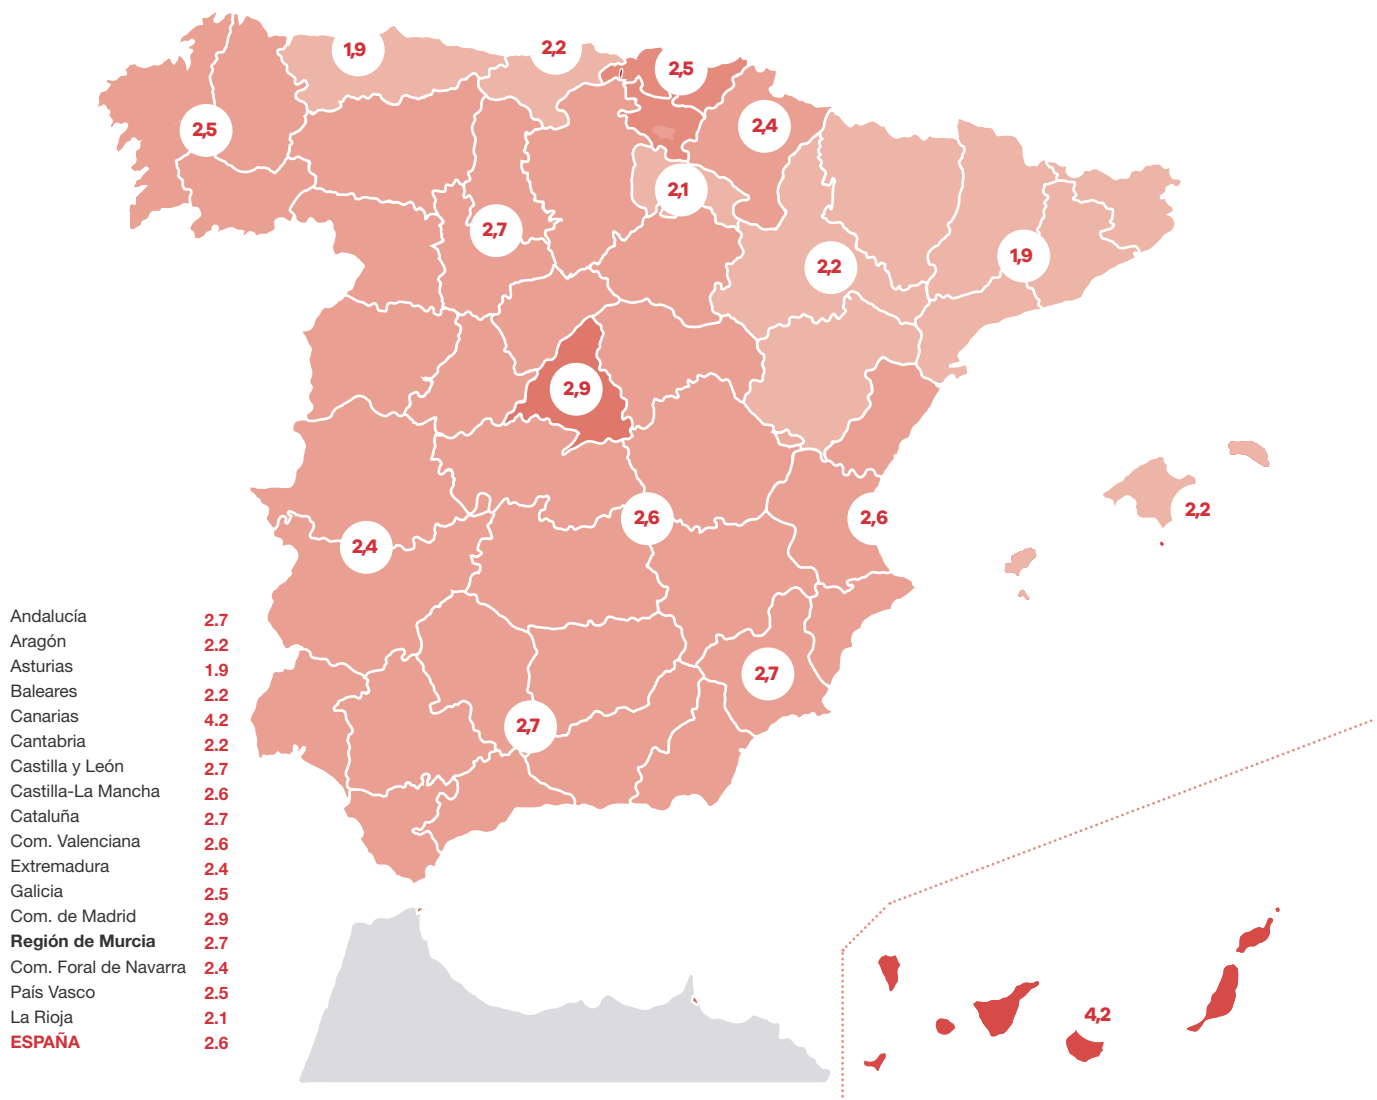 1,9
2,2
2,5
2,5
2,4
2,1
2,7
1,9
2,2
2,9
2,2
2,6
2,6
2,4
2,7
2,7
4,2
Andalucía 2.7
Aragón 2.2
Asturias 1.9
Baleares 2.2
Canarias 4.2
Cantabria 2.2
Castilla y León 2.7
Castilla-La Mancha 2.6
Cataluña 2.7
Com. Valenciana 2.6
Extremadura 2.4
Galicia 2.5
Com. de Madrid 2.9
Región de Murcia 2.7
Com. Foral de Navarra 2.4
País Vasco 2.5
La Rioja 2.1
ESPAÑA 2.6